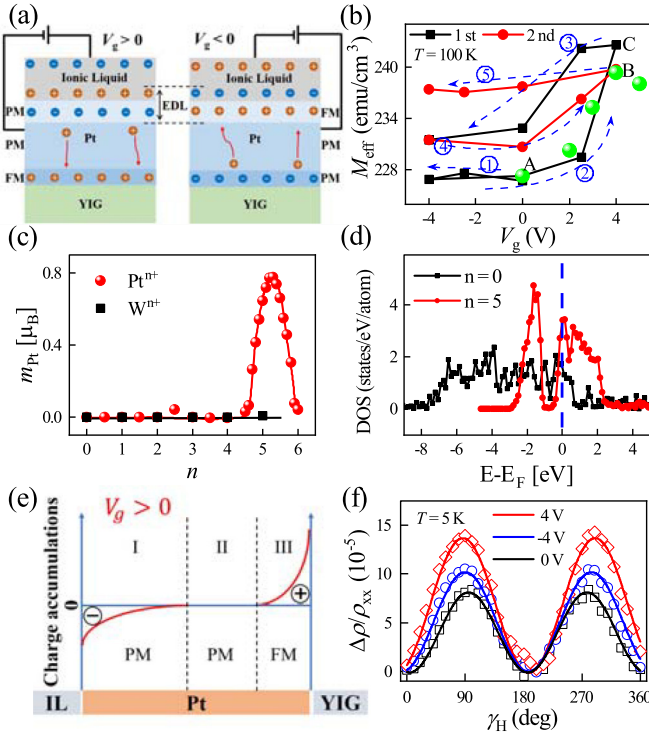 (a)
V_g > 0
V_g < 0
Ionic Liquid
Ionic Liquid
PM
EDL
FM
Pt
Pt
PM
PM
FM
PM
YIG
YIG
(b)
1 st
2 nd
T = 100 K
M_eff (emu/cm³)
240
234
228
③
C
B
⑤
④
①
A
②
-4
-2
0
2
4
V_g (V)
(c)
m_Pt [μ_B]
0.8
0.4
0.0
Pt^n+
W^n+
0 1 2 3 4 5 6
n
(d)
DOS (states/eV/atom)
4
2
0
n = 0
n = 5
-8 -6 -4 -2 0 2 4
E-E_F [eV]
(e)
V_g > 0
Charge accumulations
0
I
II
III
−
+
PM
PM
FM
IL
Pt
YIG
(f)
T = 5 K
4 V
-4 V
0 V
Δρ/ρ_xx (10^-5)
15
10
5
0
0 90 180 270 360
γ_H (deg)